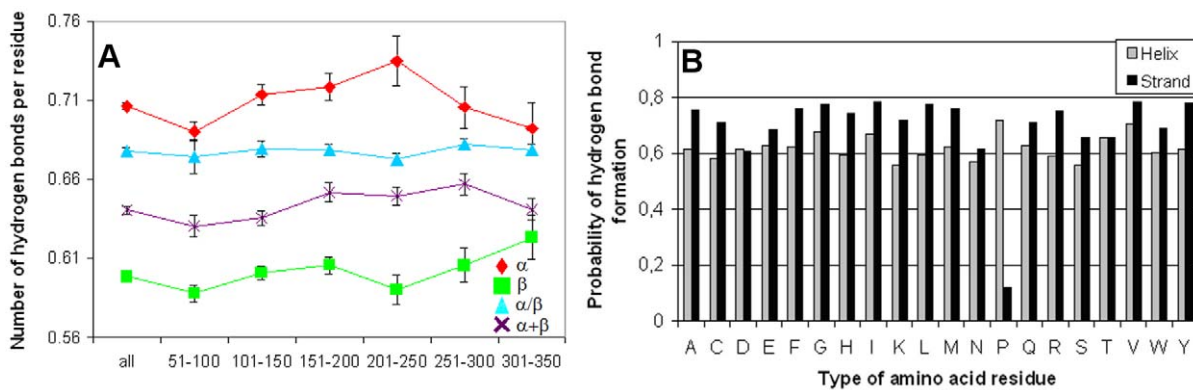 A
Number of hydrogen bonds per residue
0.76
0.71
0.66
0.61
0.56
α
β
α/β
α+β
all 51-100 101-150 151-200 201-250 251-300 301-350
B
Probability of hydrogen bond
formation
1
0,8
0,6
0,4
0,2
0
Helix
Strand
A C D E F G H I K L M N P Q R S T V W Y
Type of amino acid residue